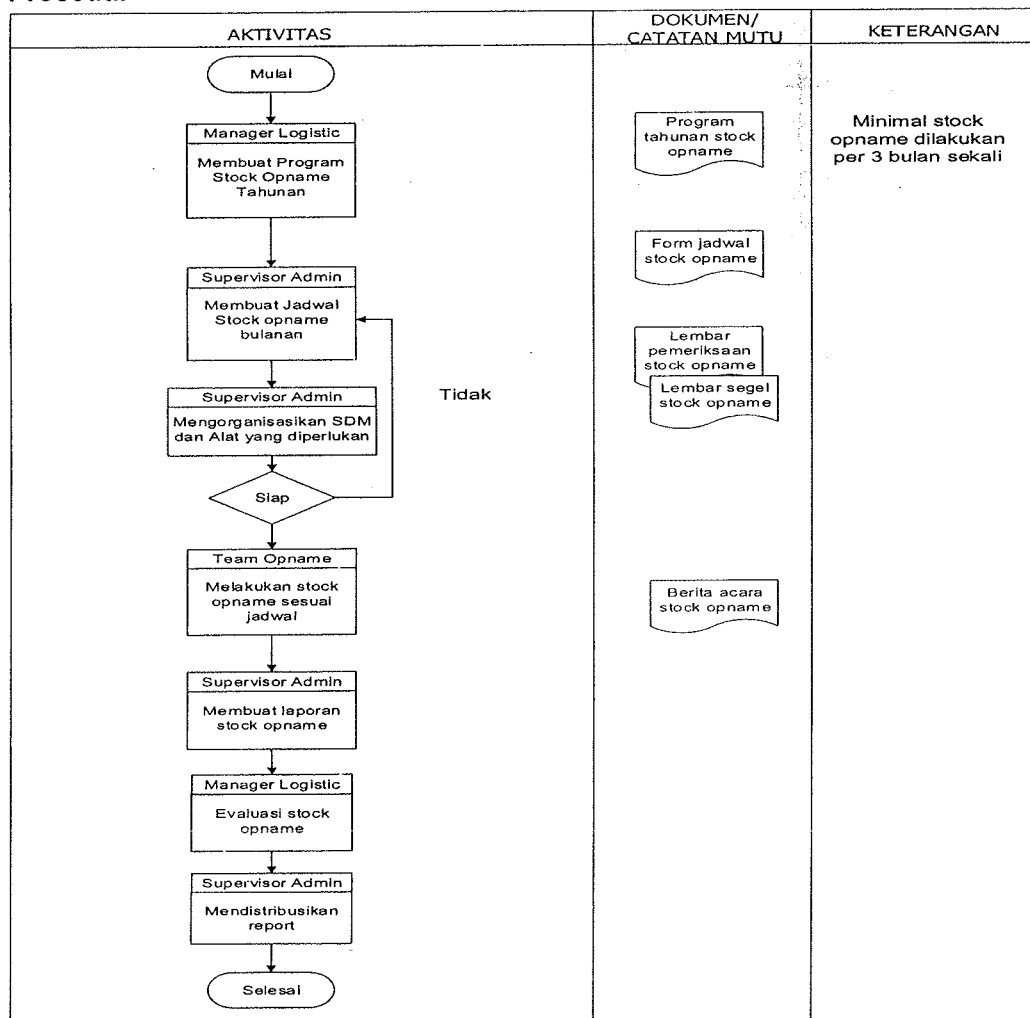 AKTIVITAS
DOKUMEN/
CATATAN MUTU
KETERANGAN
Mulai
Manager Logistic
Membuat Program
Stock Opname
Tahunan
Program
tahunan stock
opname
Minimal stock
opname dilakukan
per 3 bulan sekali
Form jadwal
stock opname
Supervisor Admin
Membuat Jadwal
Stock opname
bulanan
Lembar
pemeriksaan
stock opname
Lembar segel
stock opname
Tidak
Supervisor Admin
Mengorganisasikan SDM
dan Alat yang diperlukan
Siap
Team Opname
Melakukan stock
opname sesuai
jadwal
Berita acara
stock opname
Supervisor Admin
Membuat laporan
stock opname
Manager Logistic
Evaluasi stock
opname
Supervisor Admin
Mendistribusikan
report
Selesai